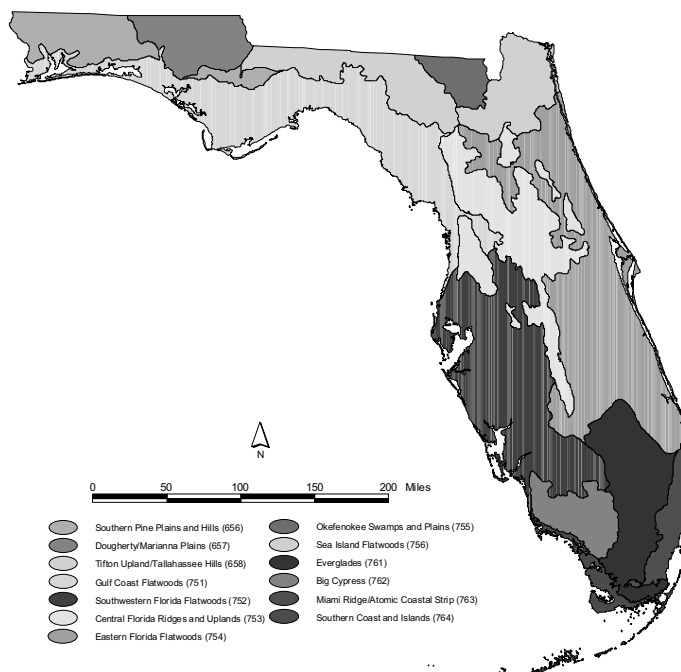 N
0 50 100 150 200 Miles
Southern Pine Plains and Hills (656)
Dougherty/Marianna Plains (657)
Tifton Upland/Tallahassee Hills (658)
Gulf Coast Flatwoods (751)
Southwestern Florida Flatwoods (752)
Central Florida Ridges and Uplands (753)
Eastern Florida Flatwoods (754)
Okefenokee Swamps and Plains (755)
Sea Island Flatwoods (756)
Everglades (761)
Big Cypress (762)
Miami Ridge/Atomic Coastal Strip (763)
Southern Coast and Islands (764)